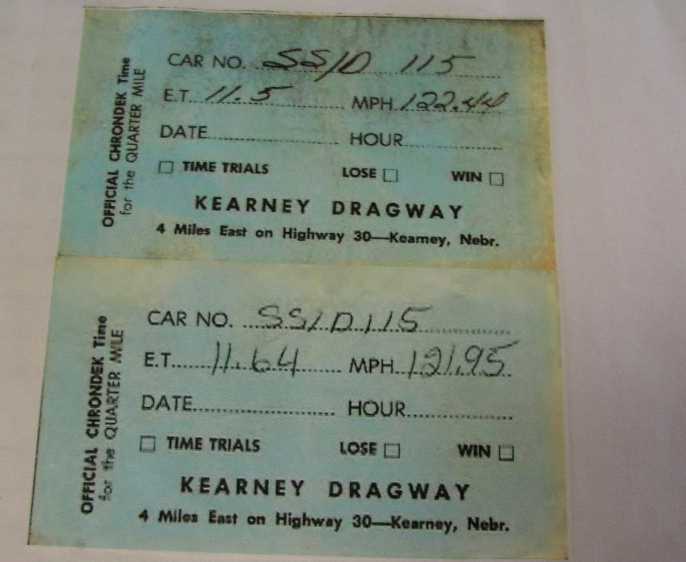 OFFICIAL CHRONDEK Time
for the QUARTER MILE
CAR NO. SS/D 115
E.T. 11.5 MPH 122.44
DATE HOUR
TIME TRIALS LOSE WIN
KEARNEY DRAGWAY
4 Miles East on Highway 30—Kearney, Nebr.
OFFICIAL CHRONDEK Time
for the QUARTER MILE
CAR NO. SS/D 115
E.T. 11.64 MPH 121.95
DATE HOUR
TIME TRIALS LOSE WIN
KEARNEY DRAGWAY
4 Miles East on Highway 30—Kearney, Nebr.